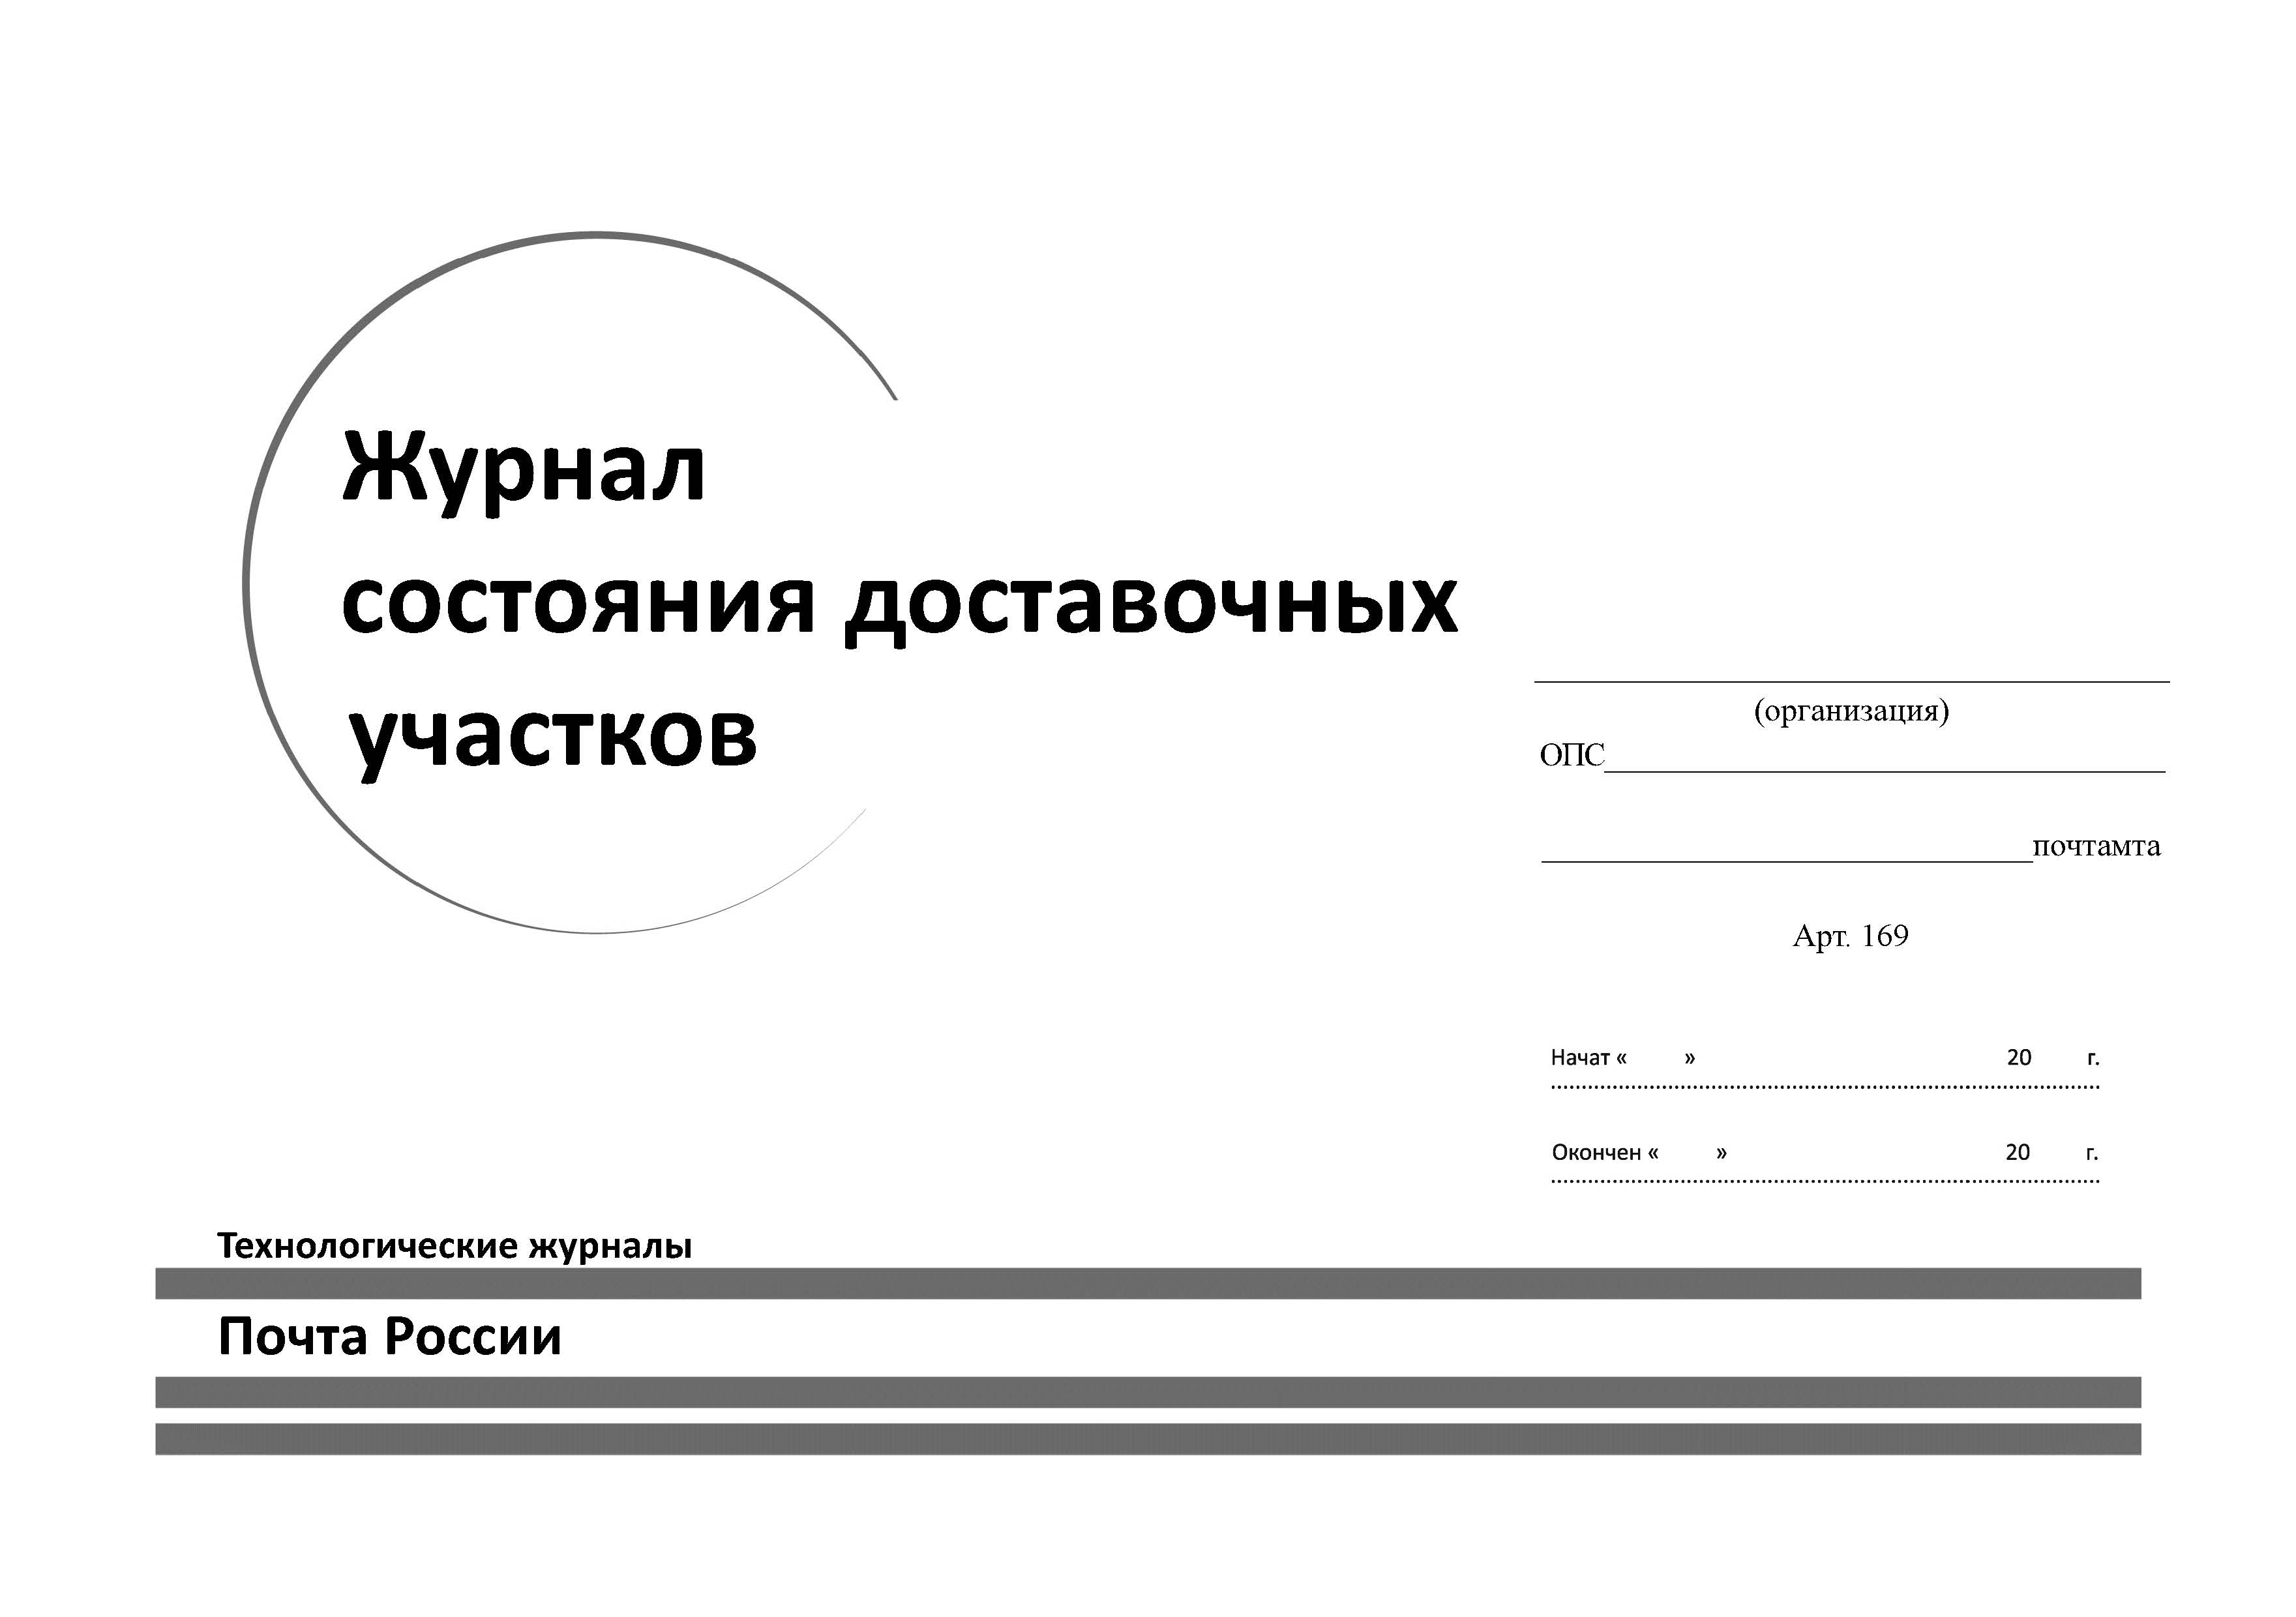 Журнал
состояния доставочных
участков
(организация)
ОПС
почтамта
Арт. 169
Начат « » 20 г.
Окончен « » 20 г.
Технологические журналы
Почта России